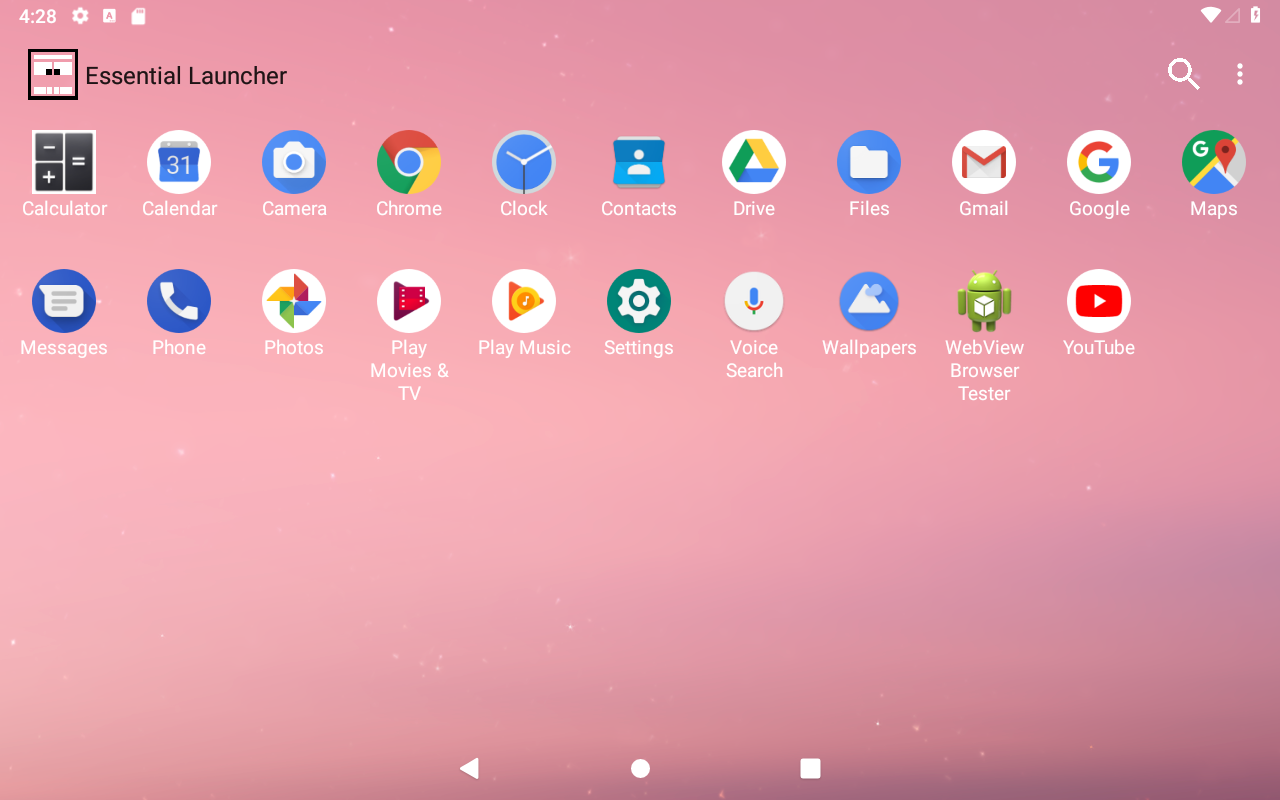 4:28
Essential Launcher
31
Calculator
Calendar
Camera
Chrome
Clock
Contacts
Drive
Files
Gmail
Google
Maps
Messages
Phone
Photos
Play
Movies &
TV
Play Music
Settings
Voice
Search
Wallpapers
WebView
Browser
Tester
YouTube